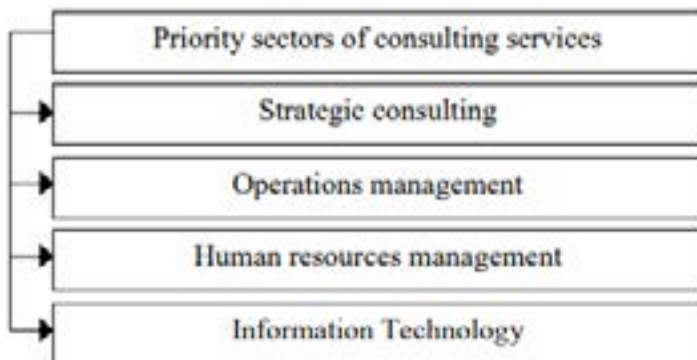 Priority sectors of consulting services
Strategic consulting
Operations management
Human resources management
Information Technology